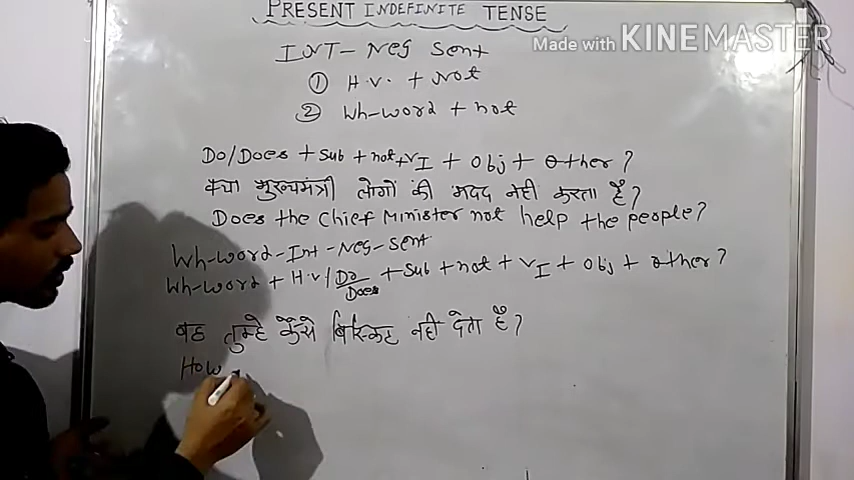 PRESENT INDEFINITE TENSE
Made with KINEMASTER
INT-Neg Sent
① H.V. + Not
② Wh-word + not
Do/Does + Sub + not + VI + Obj + Other?
क्या मुख्यमंत्री लोगों की मदद नहीं करता है?
Does the Chief Minister not help the people?
Wh-word-Int-Neg-Sent
Wh-word + H.V/Do/Does + Sub + not + VI + Obj + Other?
वह तुम्हे कैसे बिस्किट नही देता है?
How